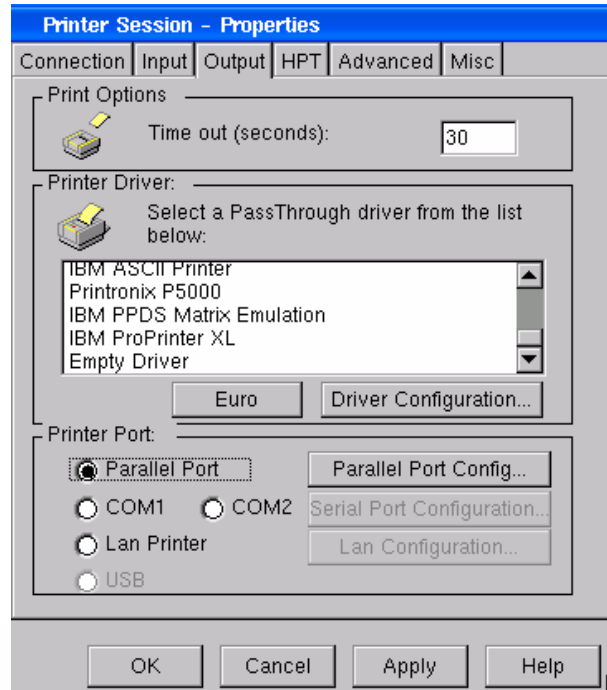 Printer Session - Properties
Connection Input Output HPT Advanced Misc
Print Options
Time out (seconds): 30
Printer Driver:
Select a PassThrough driver from the list
below:
IBM ASCII Printer
Printronix P5000
IBM PPDS Matrix Emulation
IBM ProPrinter XL
Empty Driver
Euro Driver Configuration...
Printer Port:
Parallel Port Parallel Port Config...
COM1 COM2 Serial Port Configuration...
Lan Printer Lan Configuration...
USB
OK Cancel Apply Help